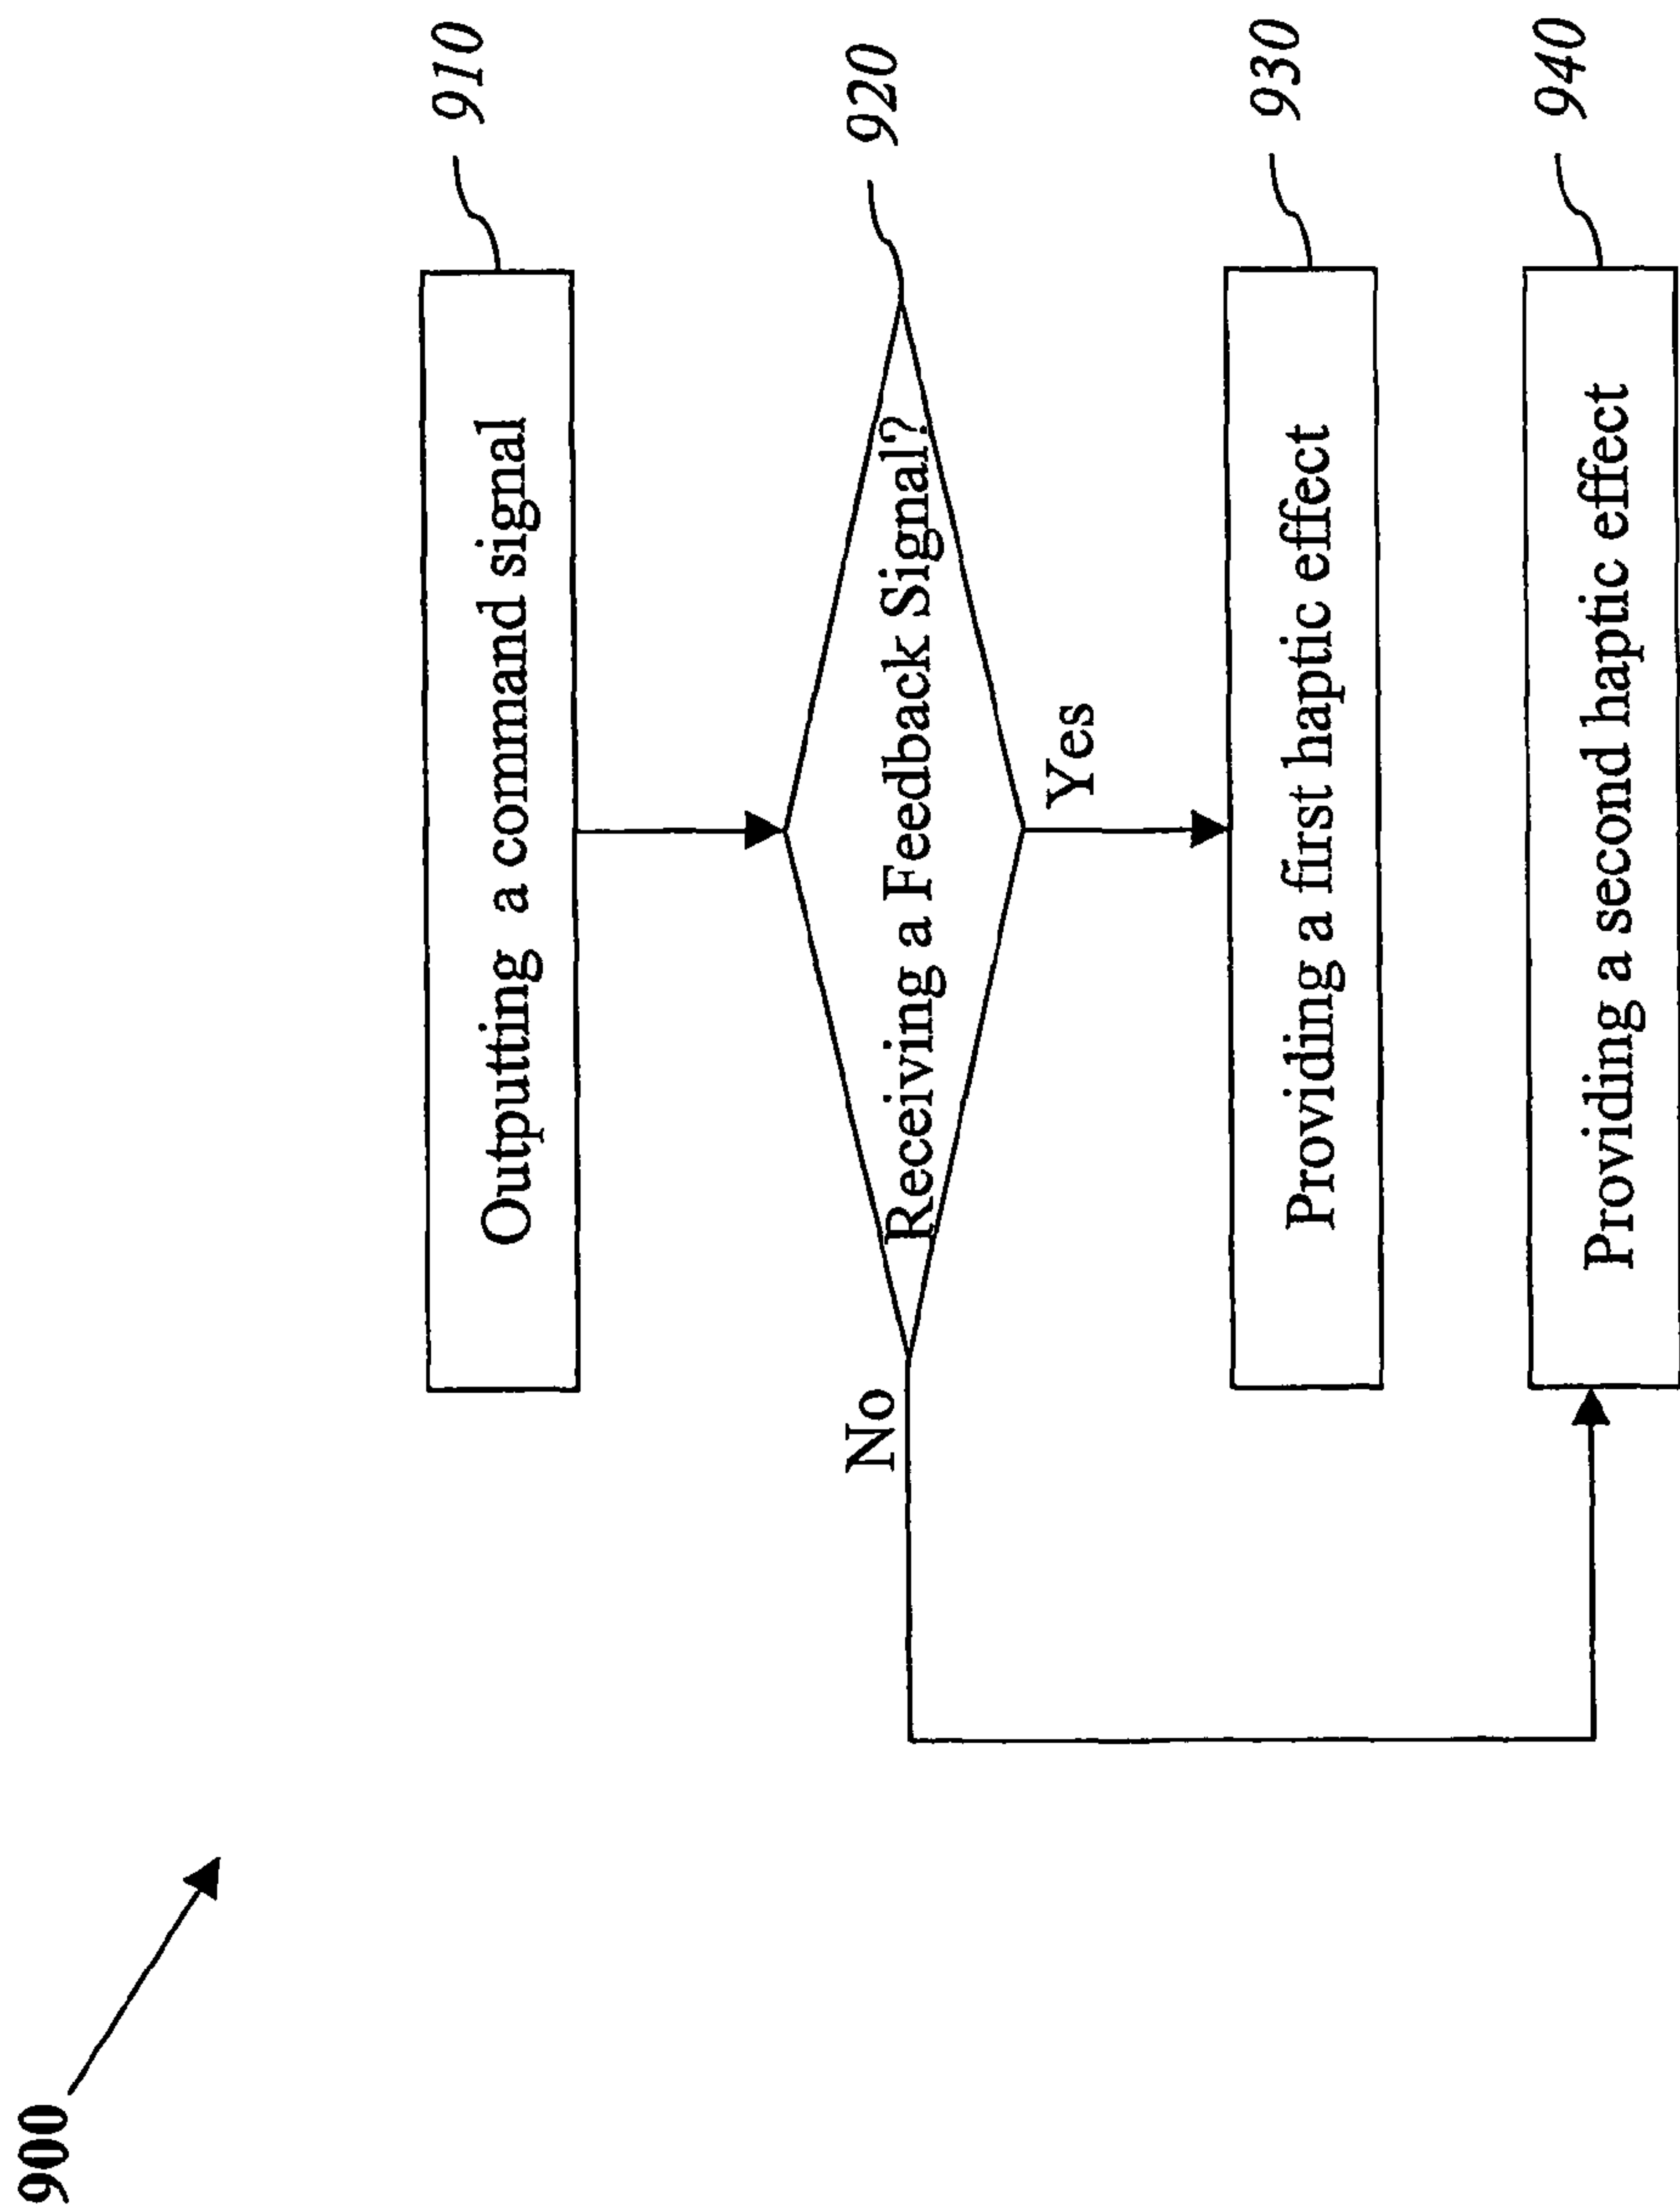 900
Outputting a command signal
910
Receiving a Feedback Signal?
920
No
Yes
Providing a first haptic effect
930
Providing a second haptic effect
940